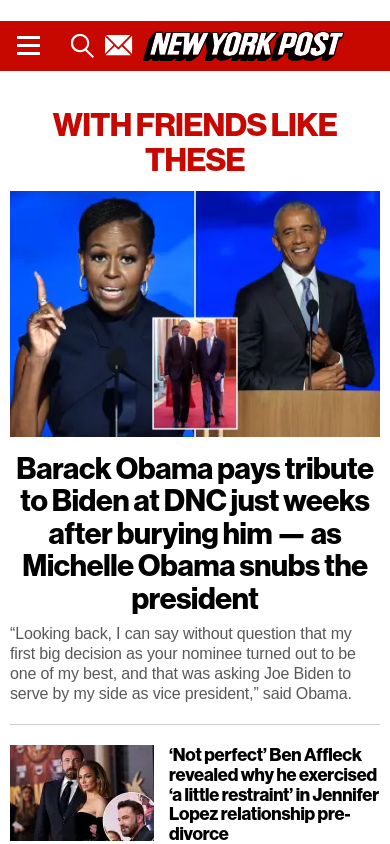 NEW YORK POST
WITH FRIENDS LIKE
THESE
Barack Obama pays tribute
to Biden at DNC just weeks
after burying him — as
Michelle Obama snubs the
president
“Looking back, I can say without question that my
first big decision as your nominee turned out to be
one of my best, and that was asking Joe Biden to
serve by my side as vice president,” said Obama.
‘Not perfect’ Ben Affleck
revealed why he exercised
‘a little restraint’ in Jennifer
Lopez relationship pre-
divorce